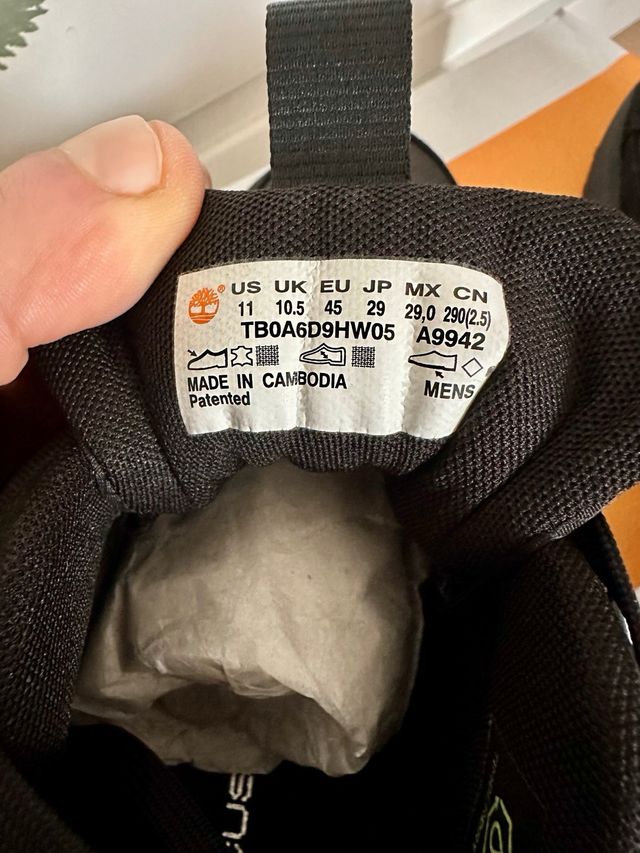 US UK EU JP MX CN
11 10.5 45 29 29,0 290(2.5)
TB0A6D9HW05 A9942
MADE IN CAMBODIA
Patented
MENS